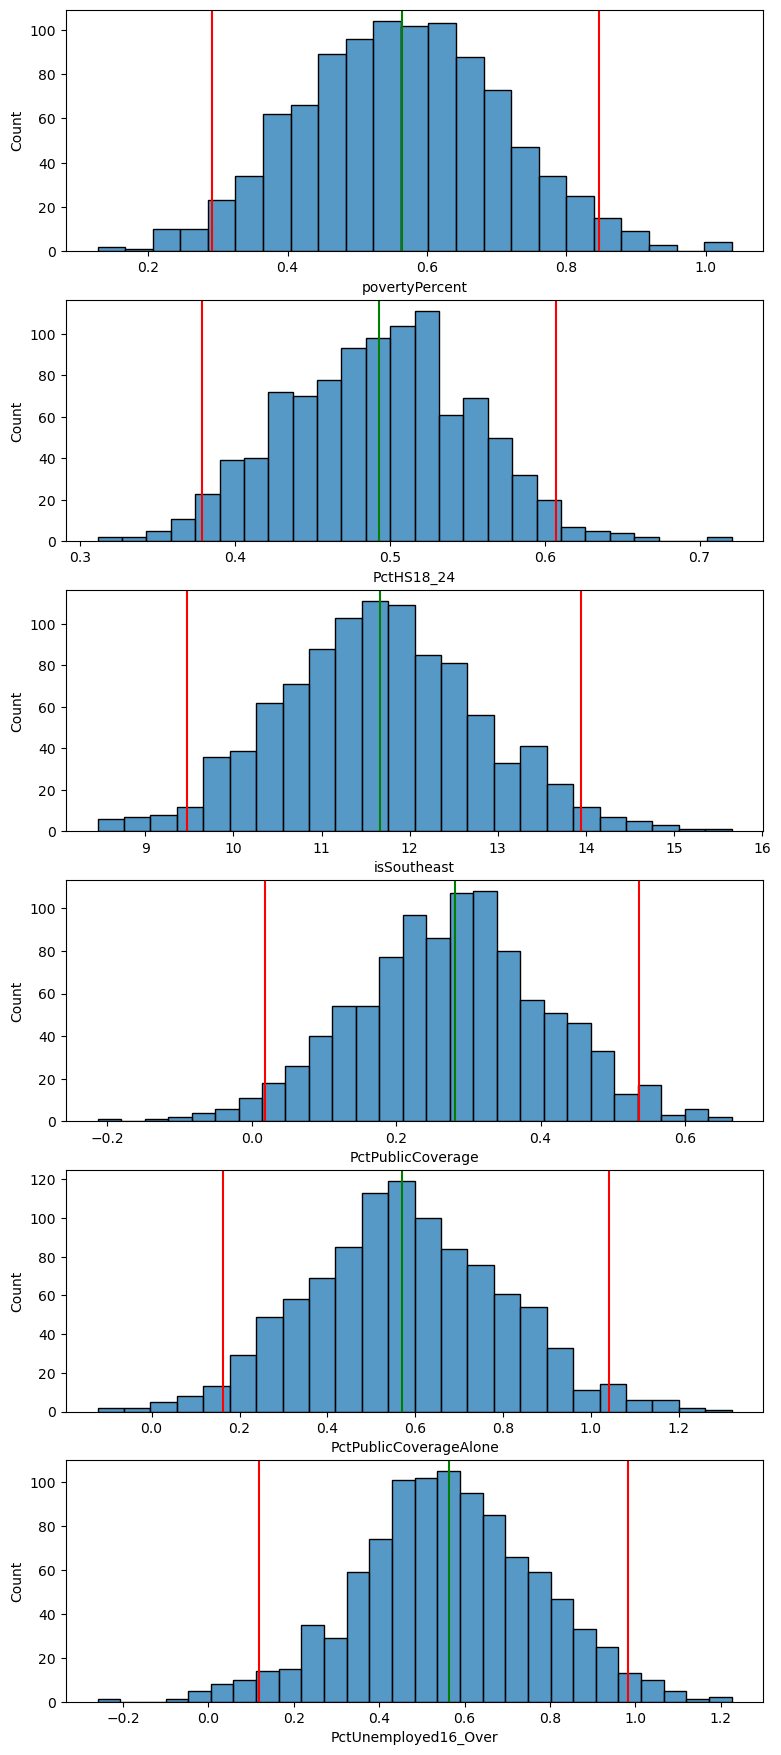 100
80
60
40
20
0
Count
0.2 0.4 0.6 0.8 1.0
povertyPercent
100
80
60
40
20
0
Count
0.3 0.4 0.5 0.6 0.7
PctHS18_24
100
80
60
40
20
0
Count
9 10 11 12 13 14 15 16
isSoutheast
100
80
60
40
20
0
Count
−0.2 0.0 0.2 0.4 0.6
PctPublicCoverage
120
100
80
60
40
20
0
Count
0.0 0.2 0.4 0.6 0.8 1.0 1.2
PctPublicCoverageAlone
100
80
60
40
20
0
Count
−0.2 0.0 0.2 0.4 0.6 0.8 1.0 1.2
PctUnemployed16_Over